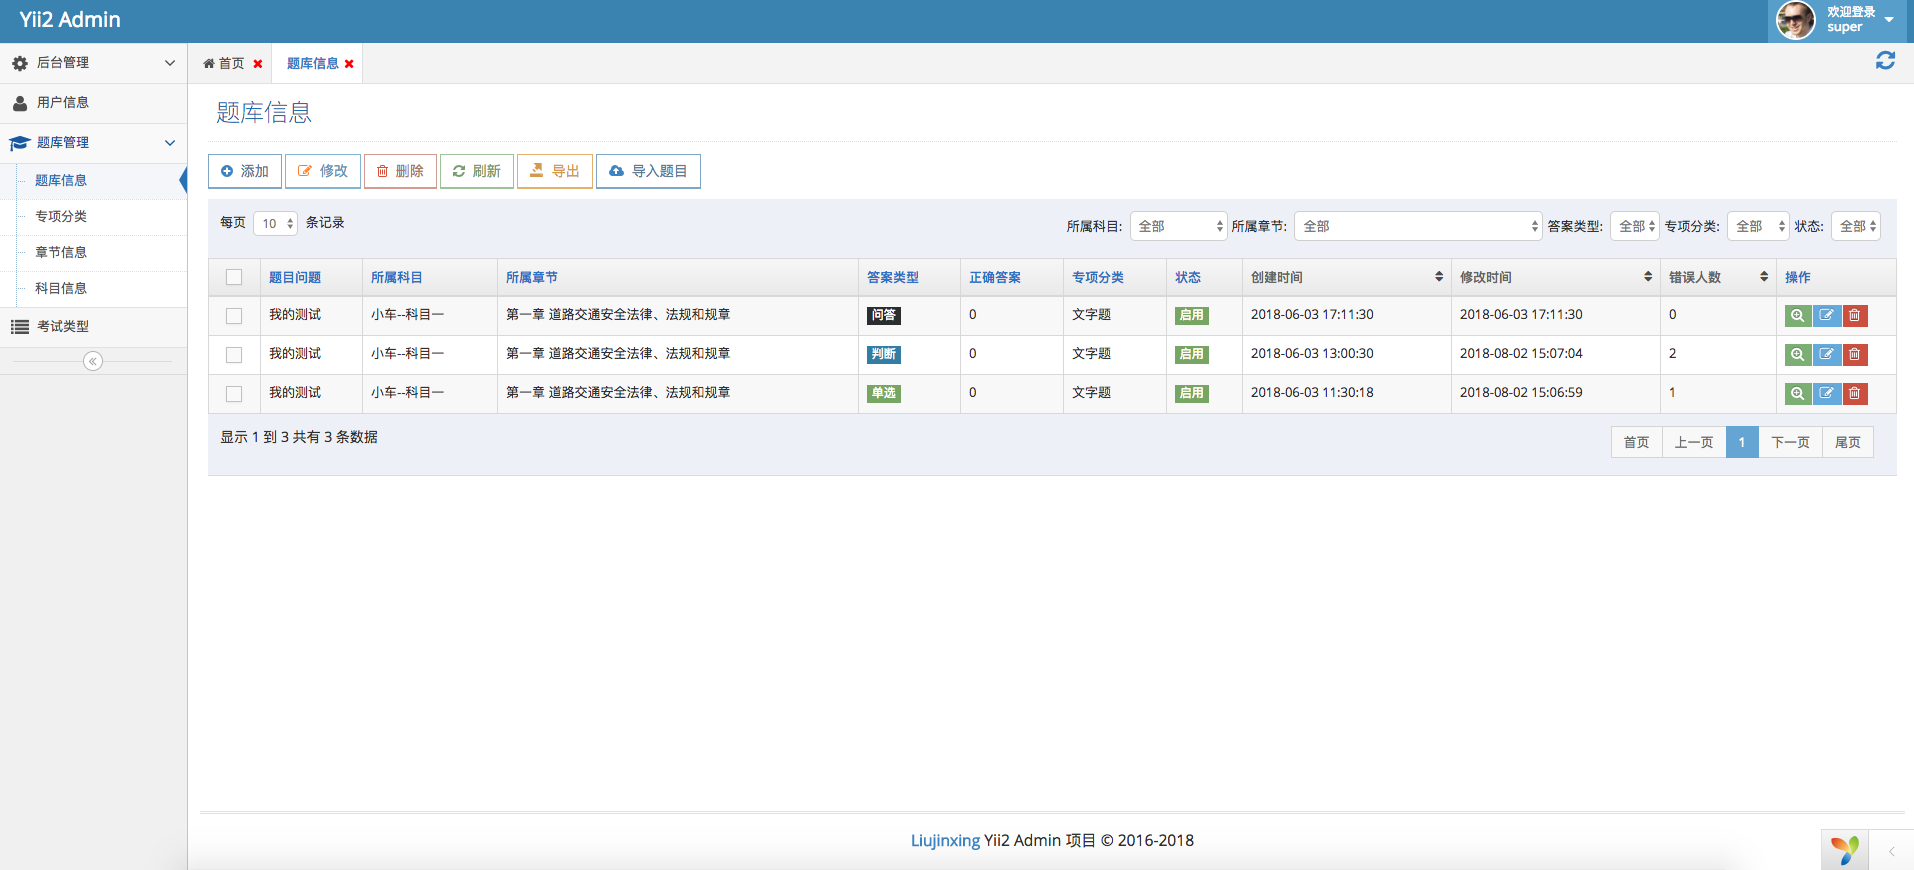 Yii2 Admin
欢迎登录
super
后台管理
用户信息
题库管理
题库信息
专项分类
章节信息
科目信息
考试类型
首页
题库信息
题库信息
添加 修改 删除 刷新 导出 导入题目
每页 10 条记录
所属科目: 全部 所属章节: 全部 答案类型: 全部 专项分类: 全部 状态: 全部
题目问题 所属科目 所属章节 答案类型 正确答案 专项分类 状态 创建时间 修改时间 错误人数 操作
我的测试 小车--科目一 第一章 道路交通安全法律、法规和规章 问答 0 文字题 启用 2018-06-03 17:11:30 2018-06-03 17:11:30 0
我的测试 小车--科目一 第一章 道路交通安全法律、法规和规章 判断 0 文字题 启用 2018-06-03 13:00:30 2018-08-02 15:07:04 2
我的测试 小车--科目一 第一章 道路交通安全法律、法规和规章 单选 0 文字题 启用 2018-06-03 11:30:18 2018-08-02 15:06:59 1
显示 1 到 3 共有 3 条数据
首页 上一页 1 下一页 尾页
Liujinxing Yii2 Admin 项目 © 2016-2018